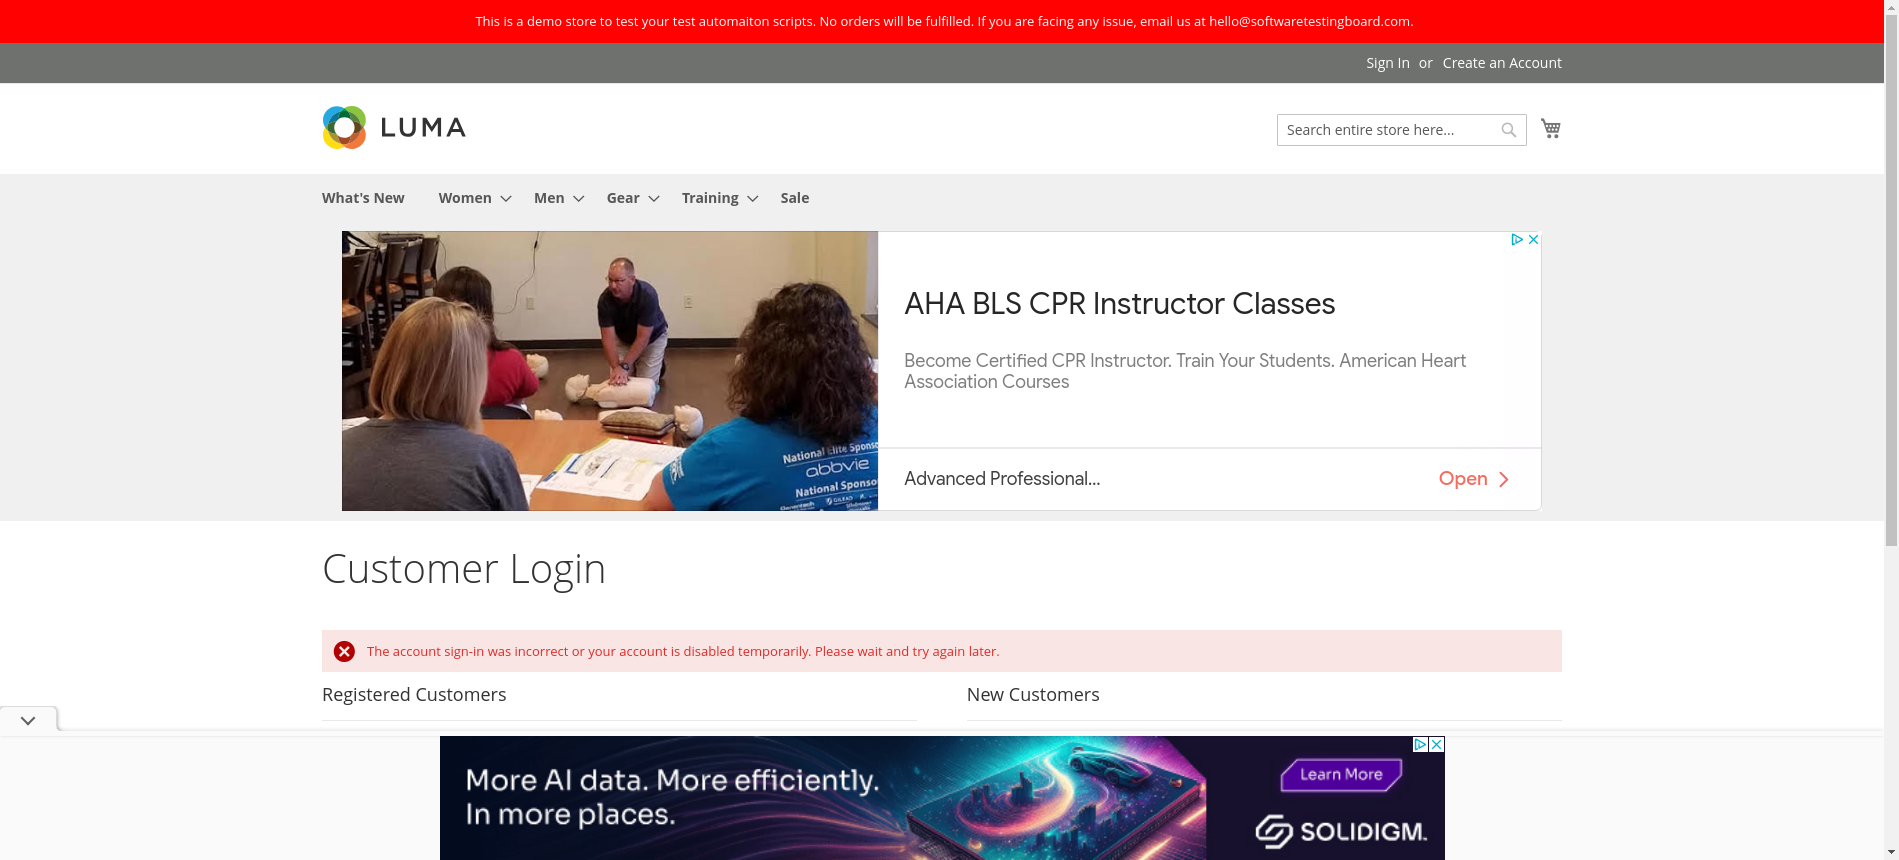 This is a demo store to test your test automaiton scripts. No orders will be fulfilled. If you are facing any issue, email us at hello@softwaretestingboard.com.
Sign In or Create an Account
LUMA
Search entire store here...
What's New Women Men Gear Training Sale
AHA BLS CPR Instructor Classes
Become Certified CPR Instructor. Train Your Students. American Heart
Association Courses
National Elite Sponso
abbvie
National Sponso
Advanced Professional...
Open
Customer Login
The account sign-in was incorrect or your account is disabled temporarily. Please wait and try again later.
Registered Customers
New Customers
More AI data. More efficiently.
In more places.
Learn More
SOLIDIGM.